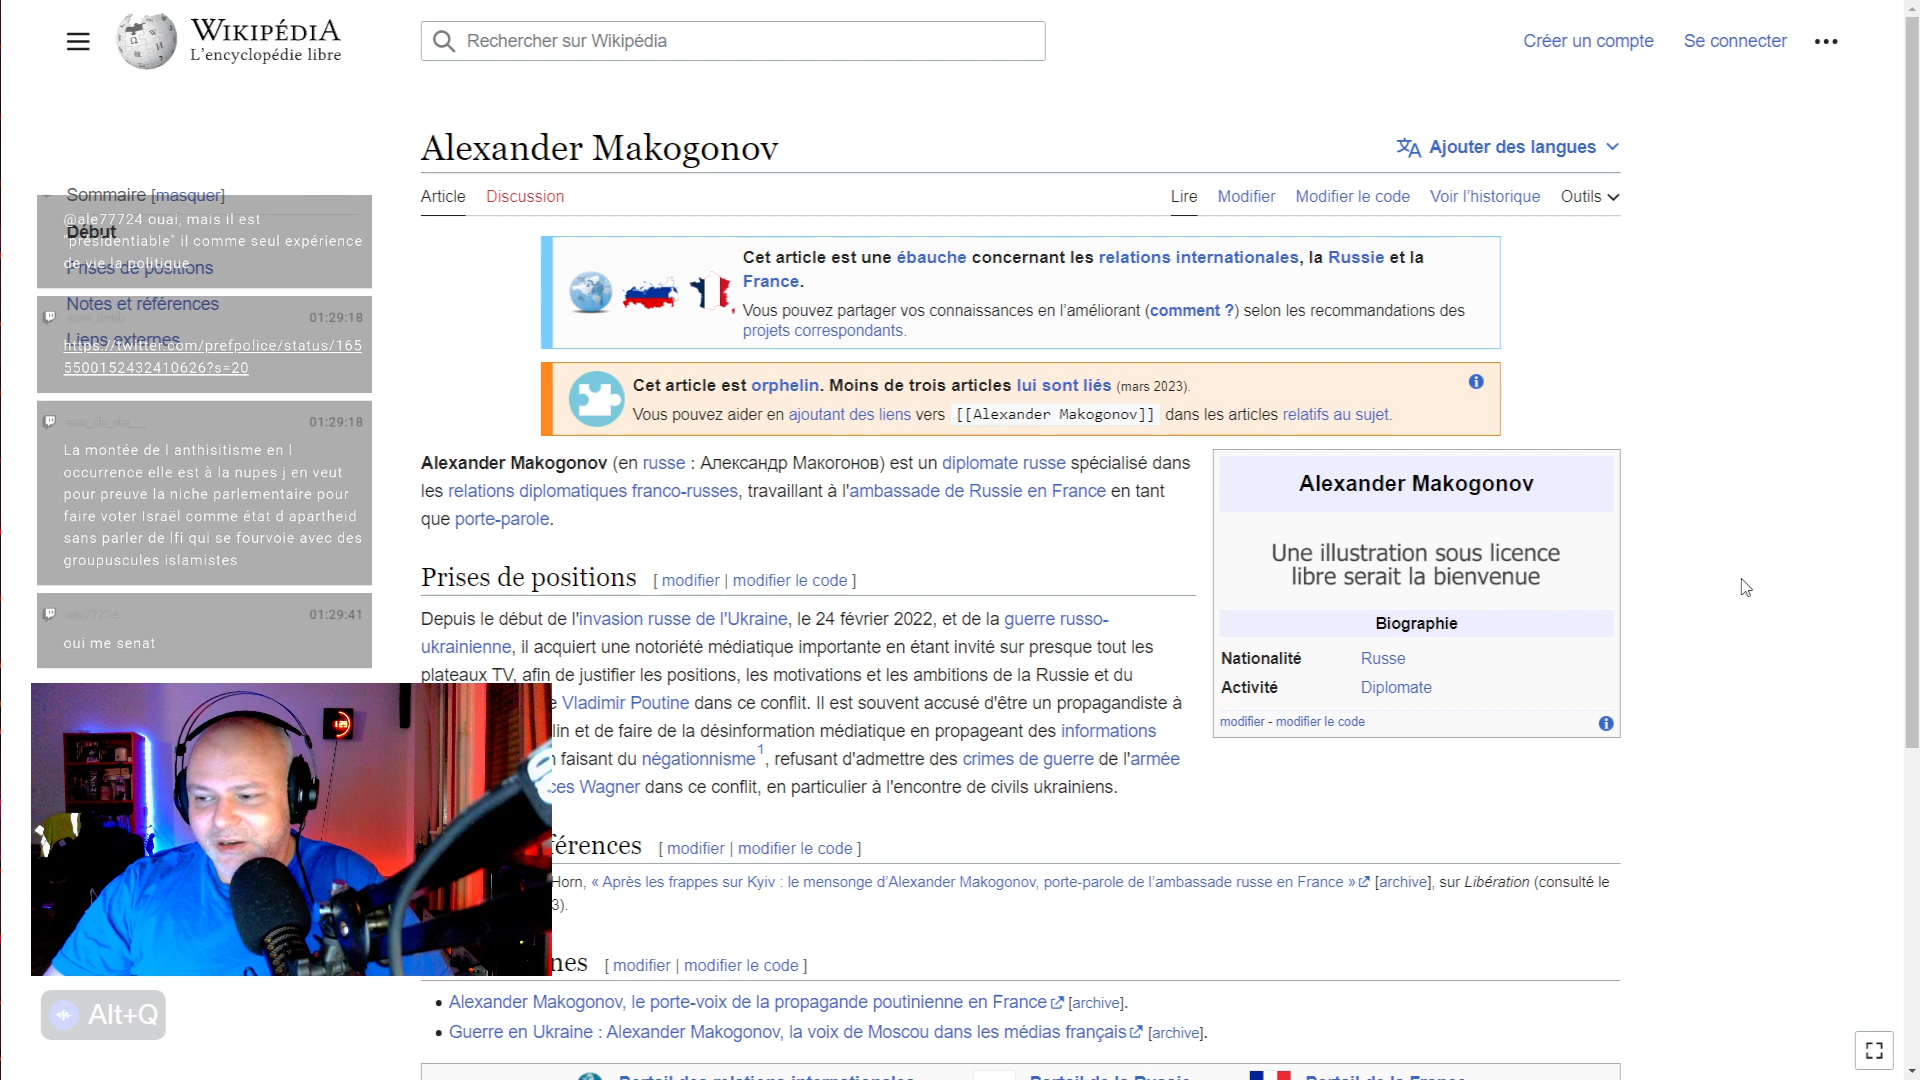 WIKIPÉDIA
L'encyclopédie libre
Rechercher sur Wikipédia
Créer un compte
Se connecter
Alexander Makogonov
Ajouter des langues
Article
Discussion
Lire
Modifier
Modifier le code
Voir l'historique
Outils
Sommaire [masquer]
Début
Prises de positions
Notes et références
Liens externes
@ale77724 ouai, mais il est
"présidentiable" il comme seul expérience
de vie la politique
01:29:18
https://twitter.com/prefpolice/status/165
5500152432410626?s=20
01:29:18
La montée de l anthisitisme en l
occurrence elle est à la nupes j en veut
pour preuve la niche parlementaire pour
faire voter Israël comme état d apartheid
sans parler de lfi qui se fourvoie avec des
groupuscules islamistes
01:29:41
oui me senat
Cet article est une ébauche concernant les relations internationales, la Russie et la
France.
Vous pouvez partager vos connaissances en l'améliorant (comment ?) selon les recommandations des
projets correspondants.
Cet article est orphelin. Moins de trois articles lui sont liés (mars 2023).
Vous pouvez aider en ajoutant des liens vers [[Alexander Makogonov]] dans les articles relatifs au sujet.
Alexander Makogonov (en russe : Александр Макогонов) est un diplomate russe spécialisé dans
les relations diplomatiques franco-russes, travaillant à l'ambassade de Russie en France en tant
que porte-parole.
Prises de positions [ modifier | modifier le code ]
Depuis le début de l'invasion russe de l'Ukraine, le 24 février 2022, et de la guerre russo-
ukrainienne, il acquiert une notoriété médiatique importante en étant invité sur presque tout les
plateaux TV, afin de justifier les positions, les motivations et les ambitions de la Russie et du
Vladimir Poutine dans ce conflit. Il est souvent accusé d'être un propagandiste à
lin et de faire de la désinformation médiatique en propageant des informations
faisant du négationnisme 1, refusant d'admettre des crimes de guerre de l'armée
ces Wagner dans ce conflit, en particulier à l'encontre de civils ukrainiens.
Alexander Makogonov
Une illustration sous licence
libre serait la bienvenue
Biographie
Nationalité Russe
Activité Diplomate
modifier - modifier le code
férences [ modifier | modifier le code ]
Horn, « Après les frappes sur Kyiv : le mensonge d'Alexander Makogonov, porte-parole de l'ambassade russe en France » [archive], sur Libération (consulté le
3).
nes [ modifier | modifier le code ]
• Alexander Makogonov, le porte-voix de la propagande poutinienne en France [archive].
• Guerre en Ukraine : Alexander Makogonov, la voix de Moscou dans les médias français [archive].
Portail des relations internationales
Portail de la Russie
Portail de la France
Alt+Q